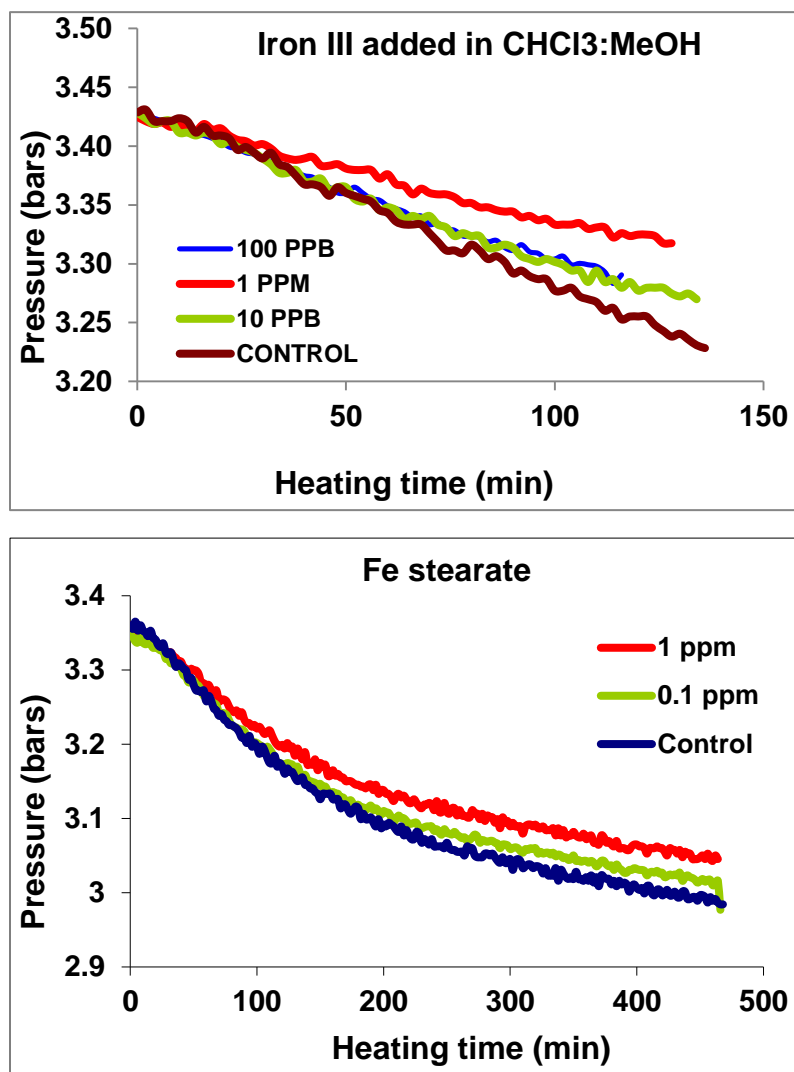 Iron III added in CHCl3:MeOH
Pressure (bars)
3.50
3.45
3.40
3.35
3.30
3.25
3.20
100 PPB
1 PPM
10 PPB
CONTROL
0 50 100 150
Heating time (min)
Fe stearate
Pressure (bars)
3.4
3.3
3.2
3.1
3
2.9
1 ppm
0.1 ppm
Control
0 100 200 300 400 500
Heating time (min)